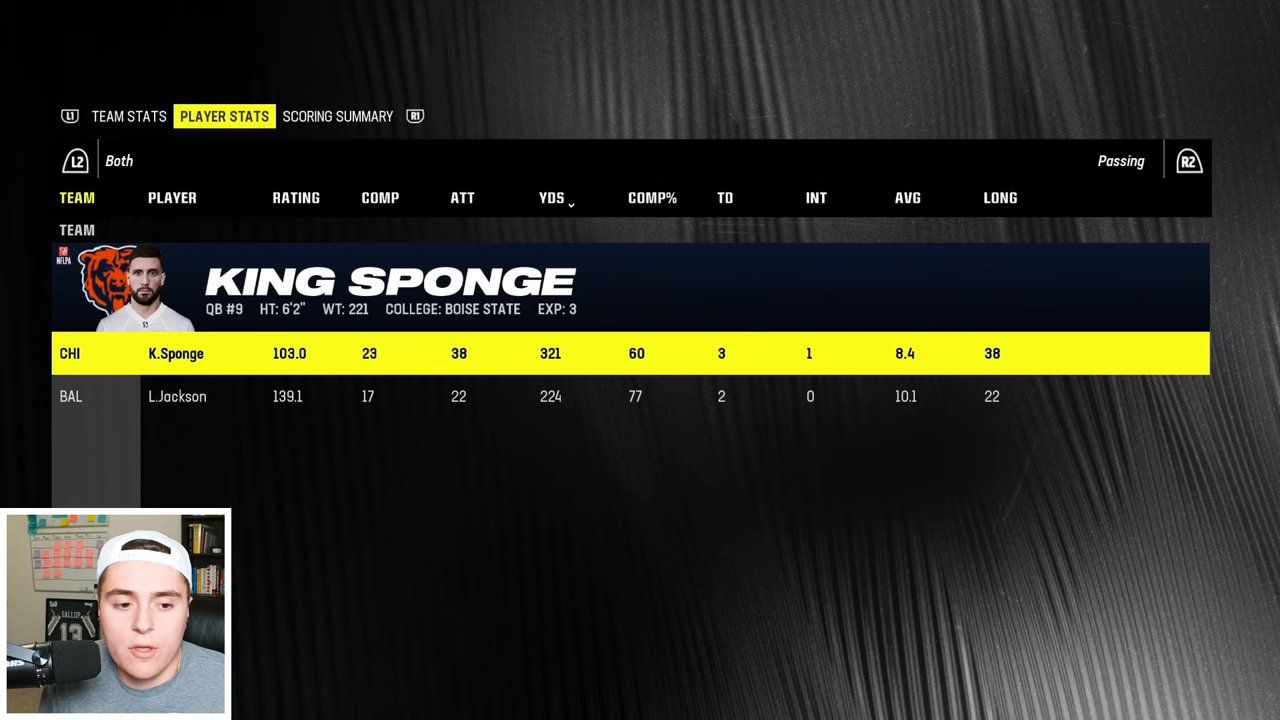 L1 TEAM STATS PLAYER STATS SCORING SUMMARY R1
L2 Both Passing R2
TEAM PLAYER RATING COMP ATT YDS COMP% TD INT AVG LONG
TEAM
NFLPA
KING SPONGE
QB #9 HT: 6'2" WT: 221 COLLEGE: BOISE STATE EXP: 3
CHI K.Sponge 103.0 23 38 321 60 3 1 8.4 38
BAL L.Jackson 139.1 17 22 224 77 2 0 10.1 22
GALLUP
13